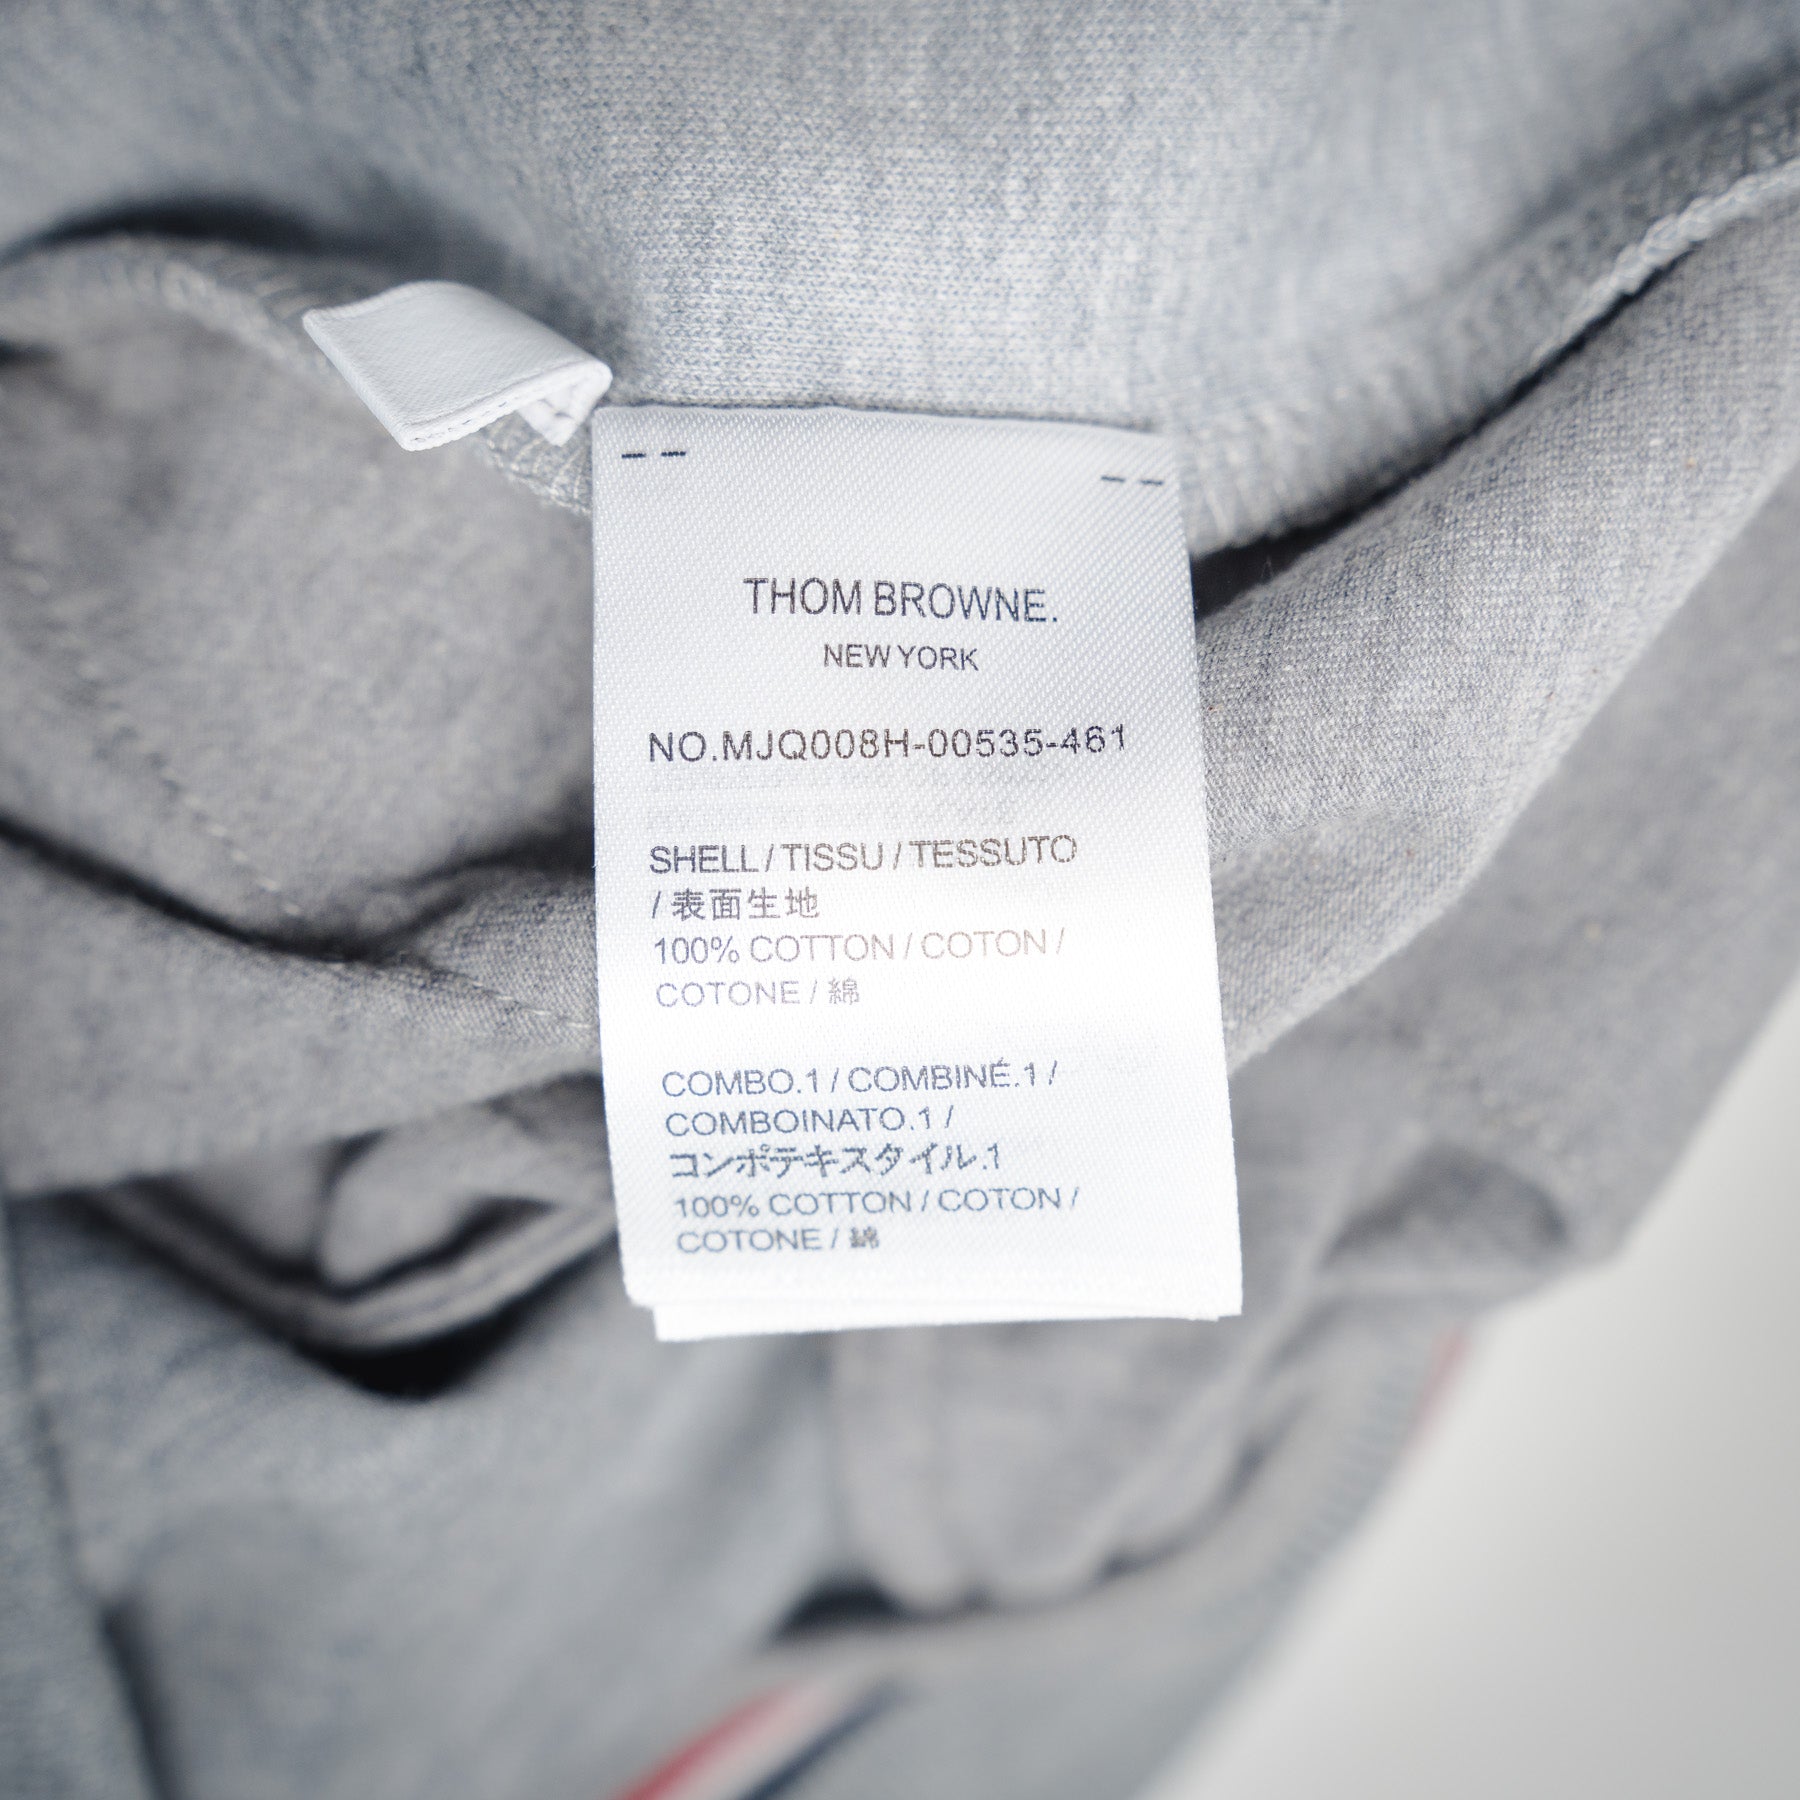 THOM BROWNE.
NEW YORK
NO.MJQ008H-00535-461
SHELL / TISSU / TESSUTO
/ 表面生地
100% COTTON / COTON /
COTONE / 綿
COMBO.1 / COMBINÉ.1 /
COMBOINATO.1 /
コンポテキスタイル.1
100% COTTON / COTON /
COTONE / 綿